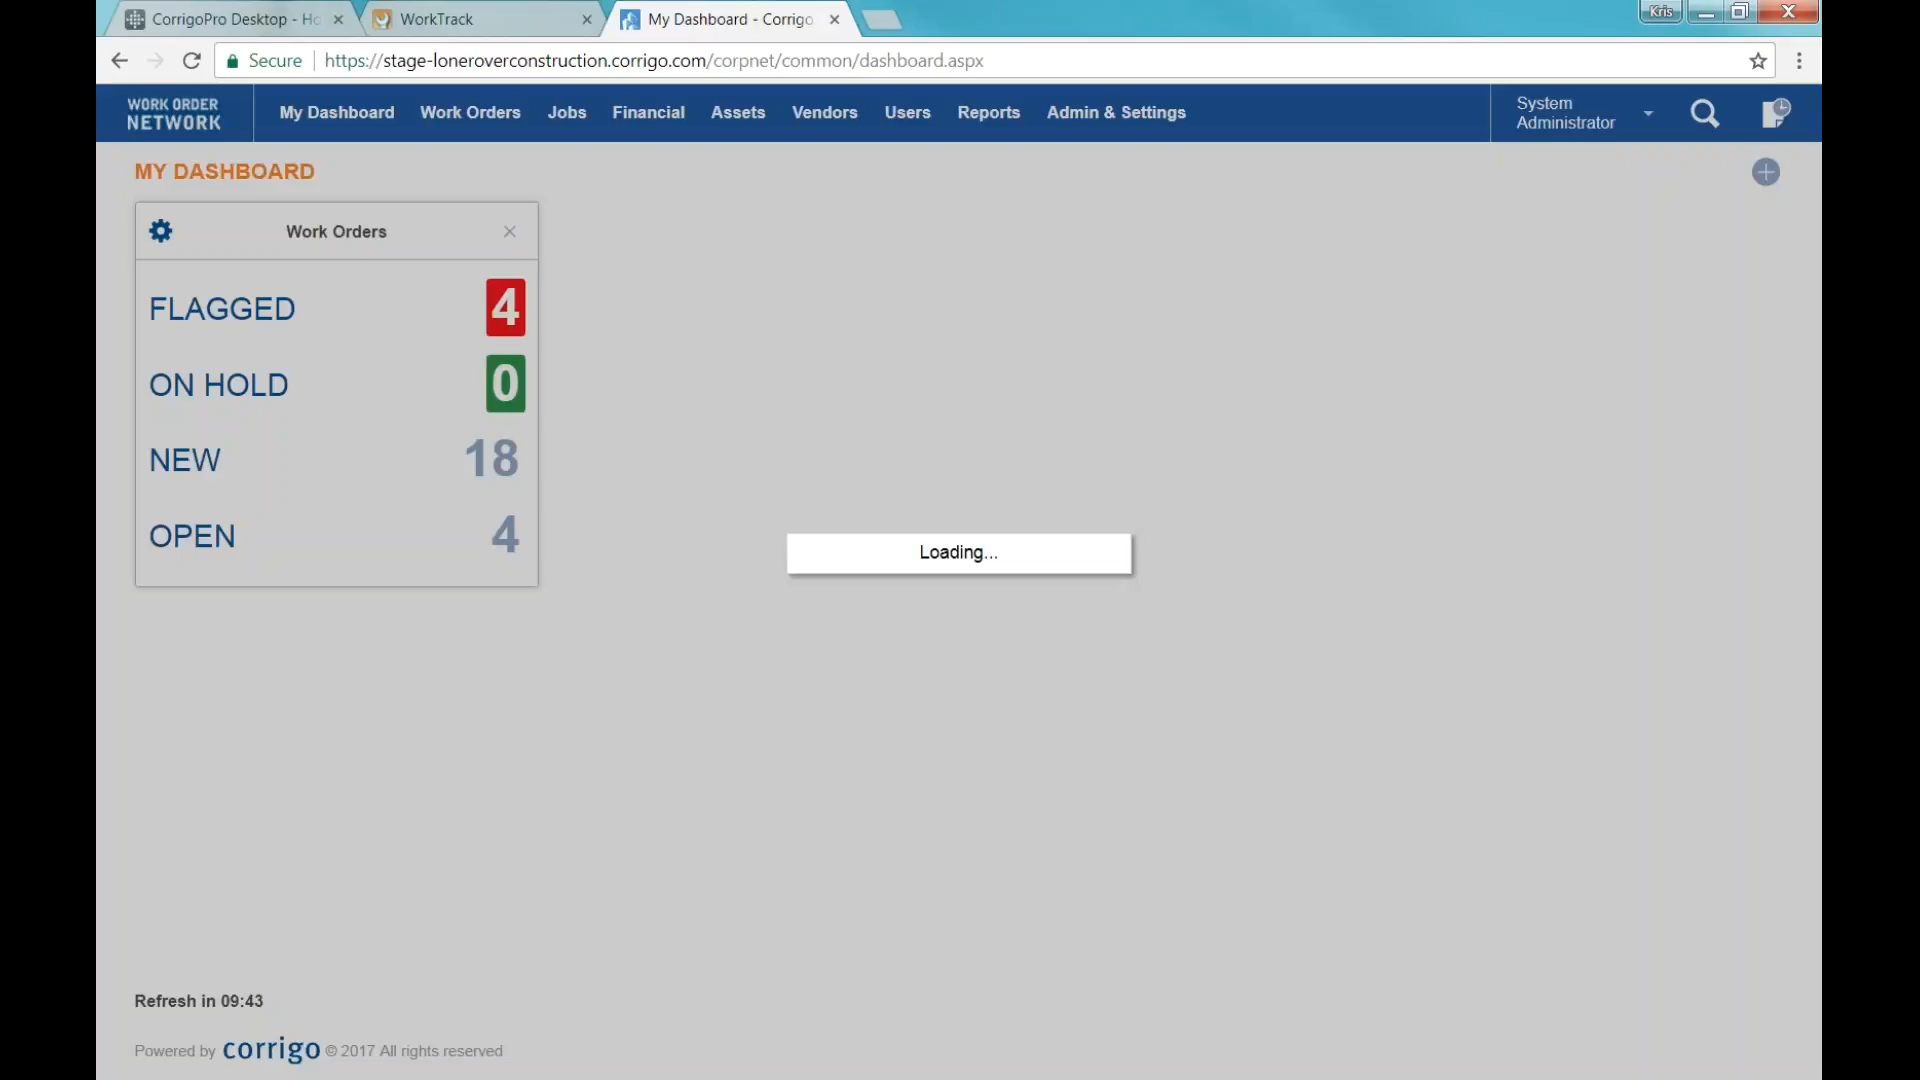 CorrigoPro Desktop - Ho
WorkTrack
My Dashboard - Corrigo
Kris
Secure
https://stage-loneroverconstruction.corrigo.com/corpnet/common/dashboard.aspx
WORK ORDER
NETWORK
My Dashboard
Work Orders
Jobs
Financial
Assets
Vendors
Users
Reports
Admin & Settings
System
Administrator
MY DASHBOARD
Work Orders
FLAGGED 4
ON HOLD 0
NEW 18
OPEN 4
Loading...
Refresh in 09:43
Powered by corrigo © 2017 All rights reserved